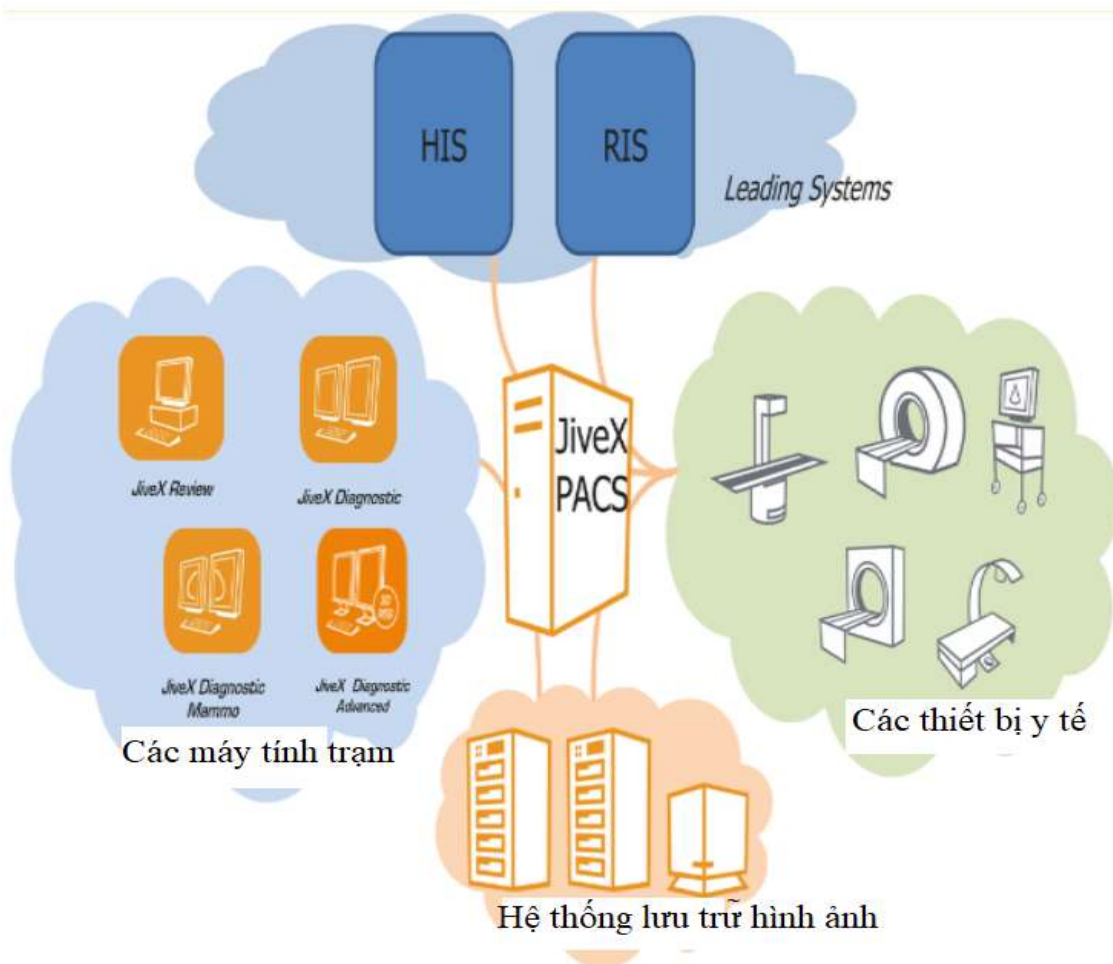 HIS
RIS
Leading Systems
JiveX Review
JiveX Diagnostic
JiveX Diagnostic
Mammo
JiveX Diagnostic
Advanced
Các máy tính trạm
JiveX
PACS
Các thiết bị y tế
Hệ thống lưu trữ hình ảnh